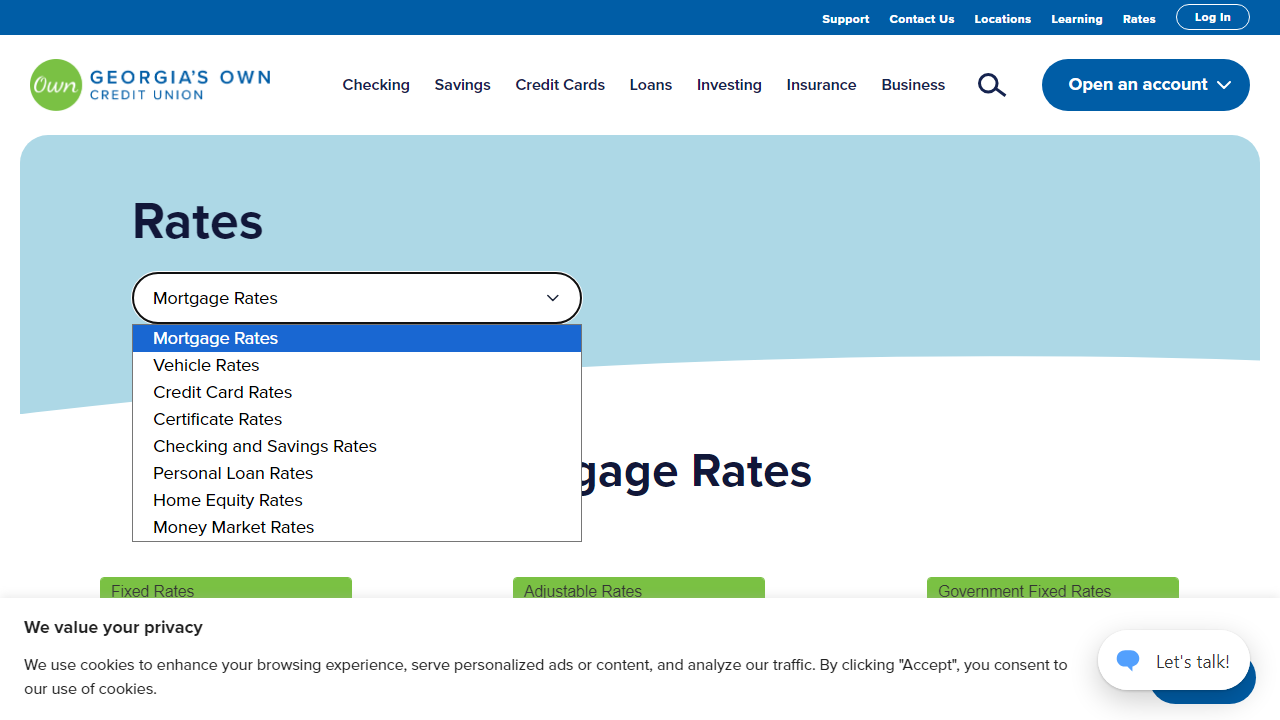 Support Contact Us Locations Learning Rates Log In
Own GEORGIA'S OWN
CREDIT UNION
Checking Savings Credit Cards Loans Investing Insurance Business Open an account
Rates
Mortgage Rates
Mortgage Rates
Vehicle Rates
Credit Card Rates
Certificate Rates
Checking and Savings Rates
Personal Loan Rates
Home Equity Rates
Money Market Rates
gage Rates
Fixed Rates Adjustable Rates Government Fixed Rates
We value your privacy
We use cookies to enhance your browsing experience, serve personalized ads or content, and analyze our traffic. By clicking "Accept", you consent to
our use of cookies.
Let's talk!